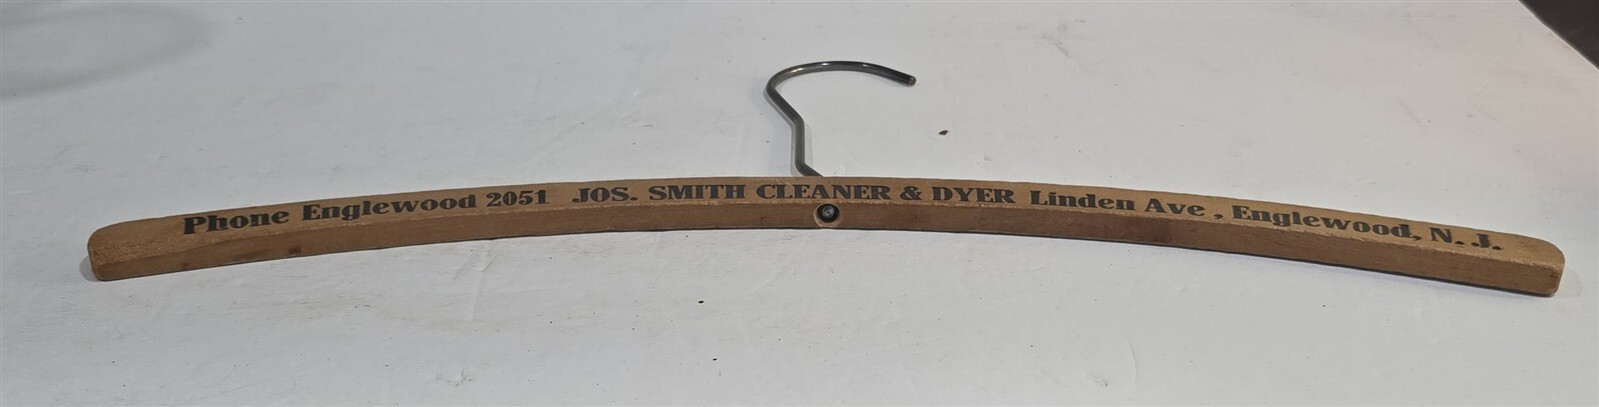 Phone Englewood 2051 JOS. SMITH CLEANER & DYER Linden Ave , Englewood, N. J.